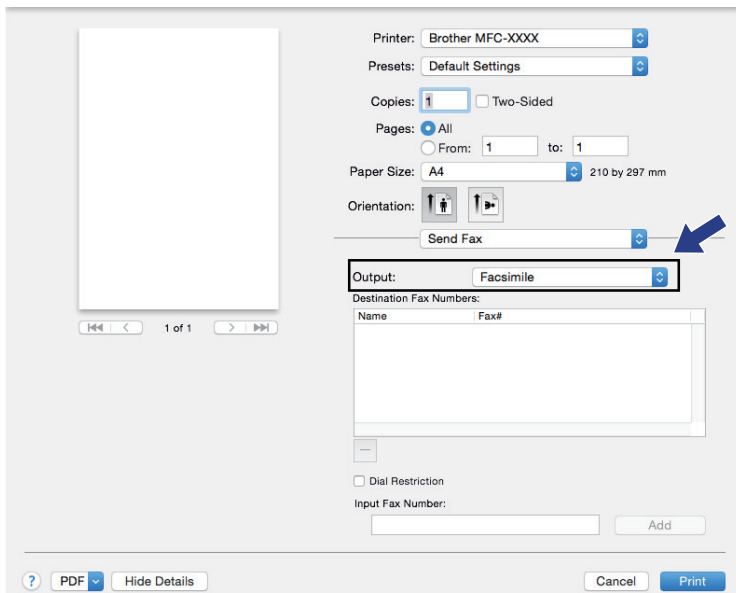 Printer: Brother MFC-XXXX
Presets: Default Settings
Copies: 1 Two-Sided
Pages: All
From: 1 to: 1
Paper Size: A4 210 by 297 mm
Orientation:
Send Fax
Output: Facsimile
Destination Fax Numbers:
Name Fax#
1 of 1
Dial Restriction
Input Fax Number:
Add
? PDF Hide Details Cancel Print